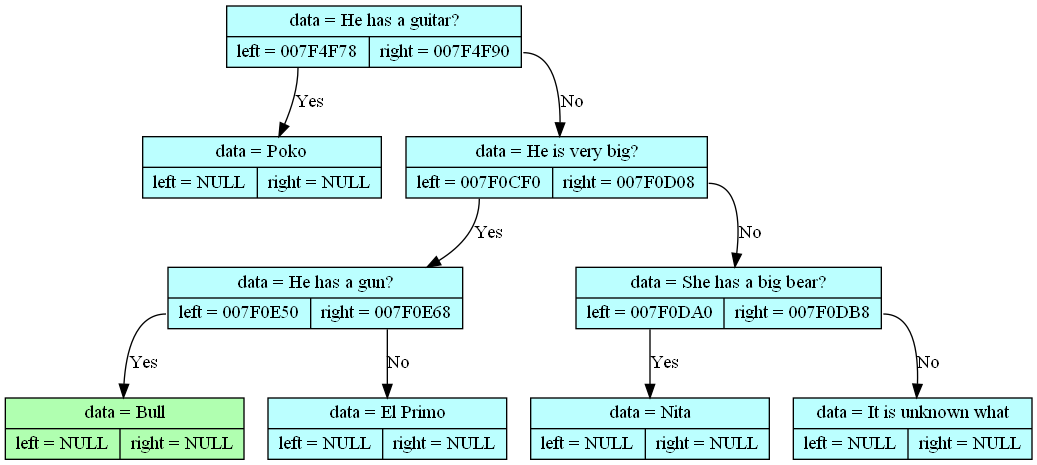 data = He has a guitar?
left = 007F4F78 right = 007F4F90
Yes No
data = Poko data = He is very big?
left = NULL right = NULL left = 007F0CF0 right = 007F0D08
Yes No
data = He has a gun? data = She has a big bear?
left = 007F0E50 right = 007F0E68 left = 007F0DA0 right = 007F0DB8
Yes No Yes No
data = Bull data = El Primo data = Nita data = It is unknown what
left = NULL right = NULL left = NULL right = NULL left = NULL right = NULL left = NULL right = NULL